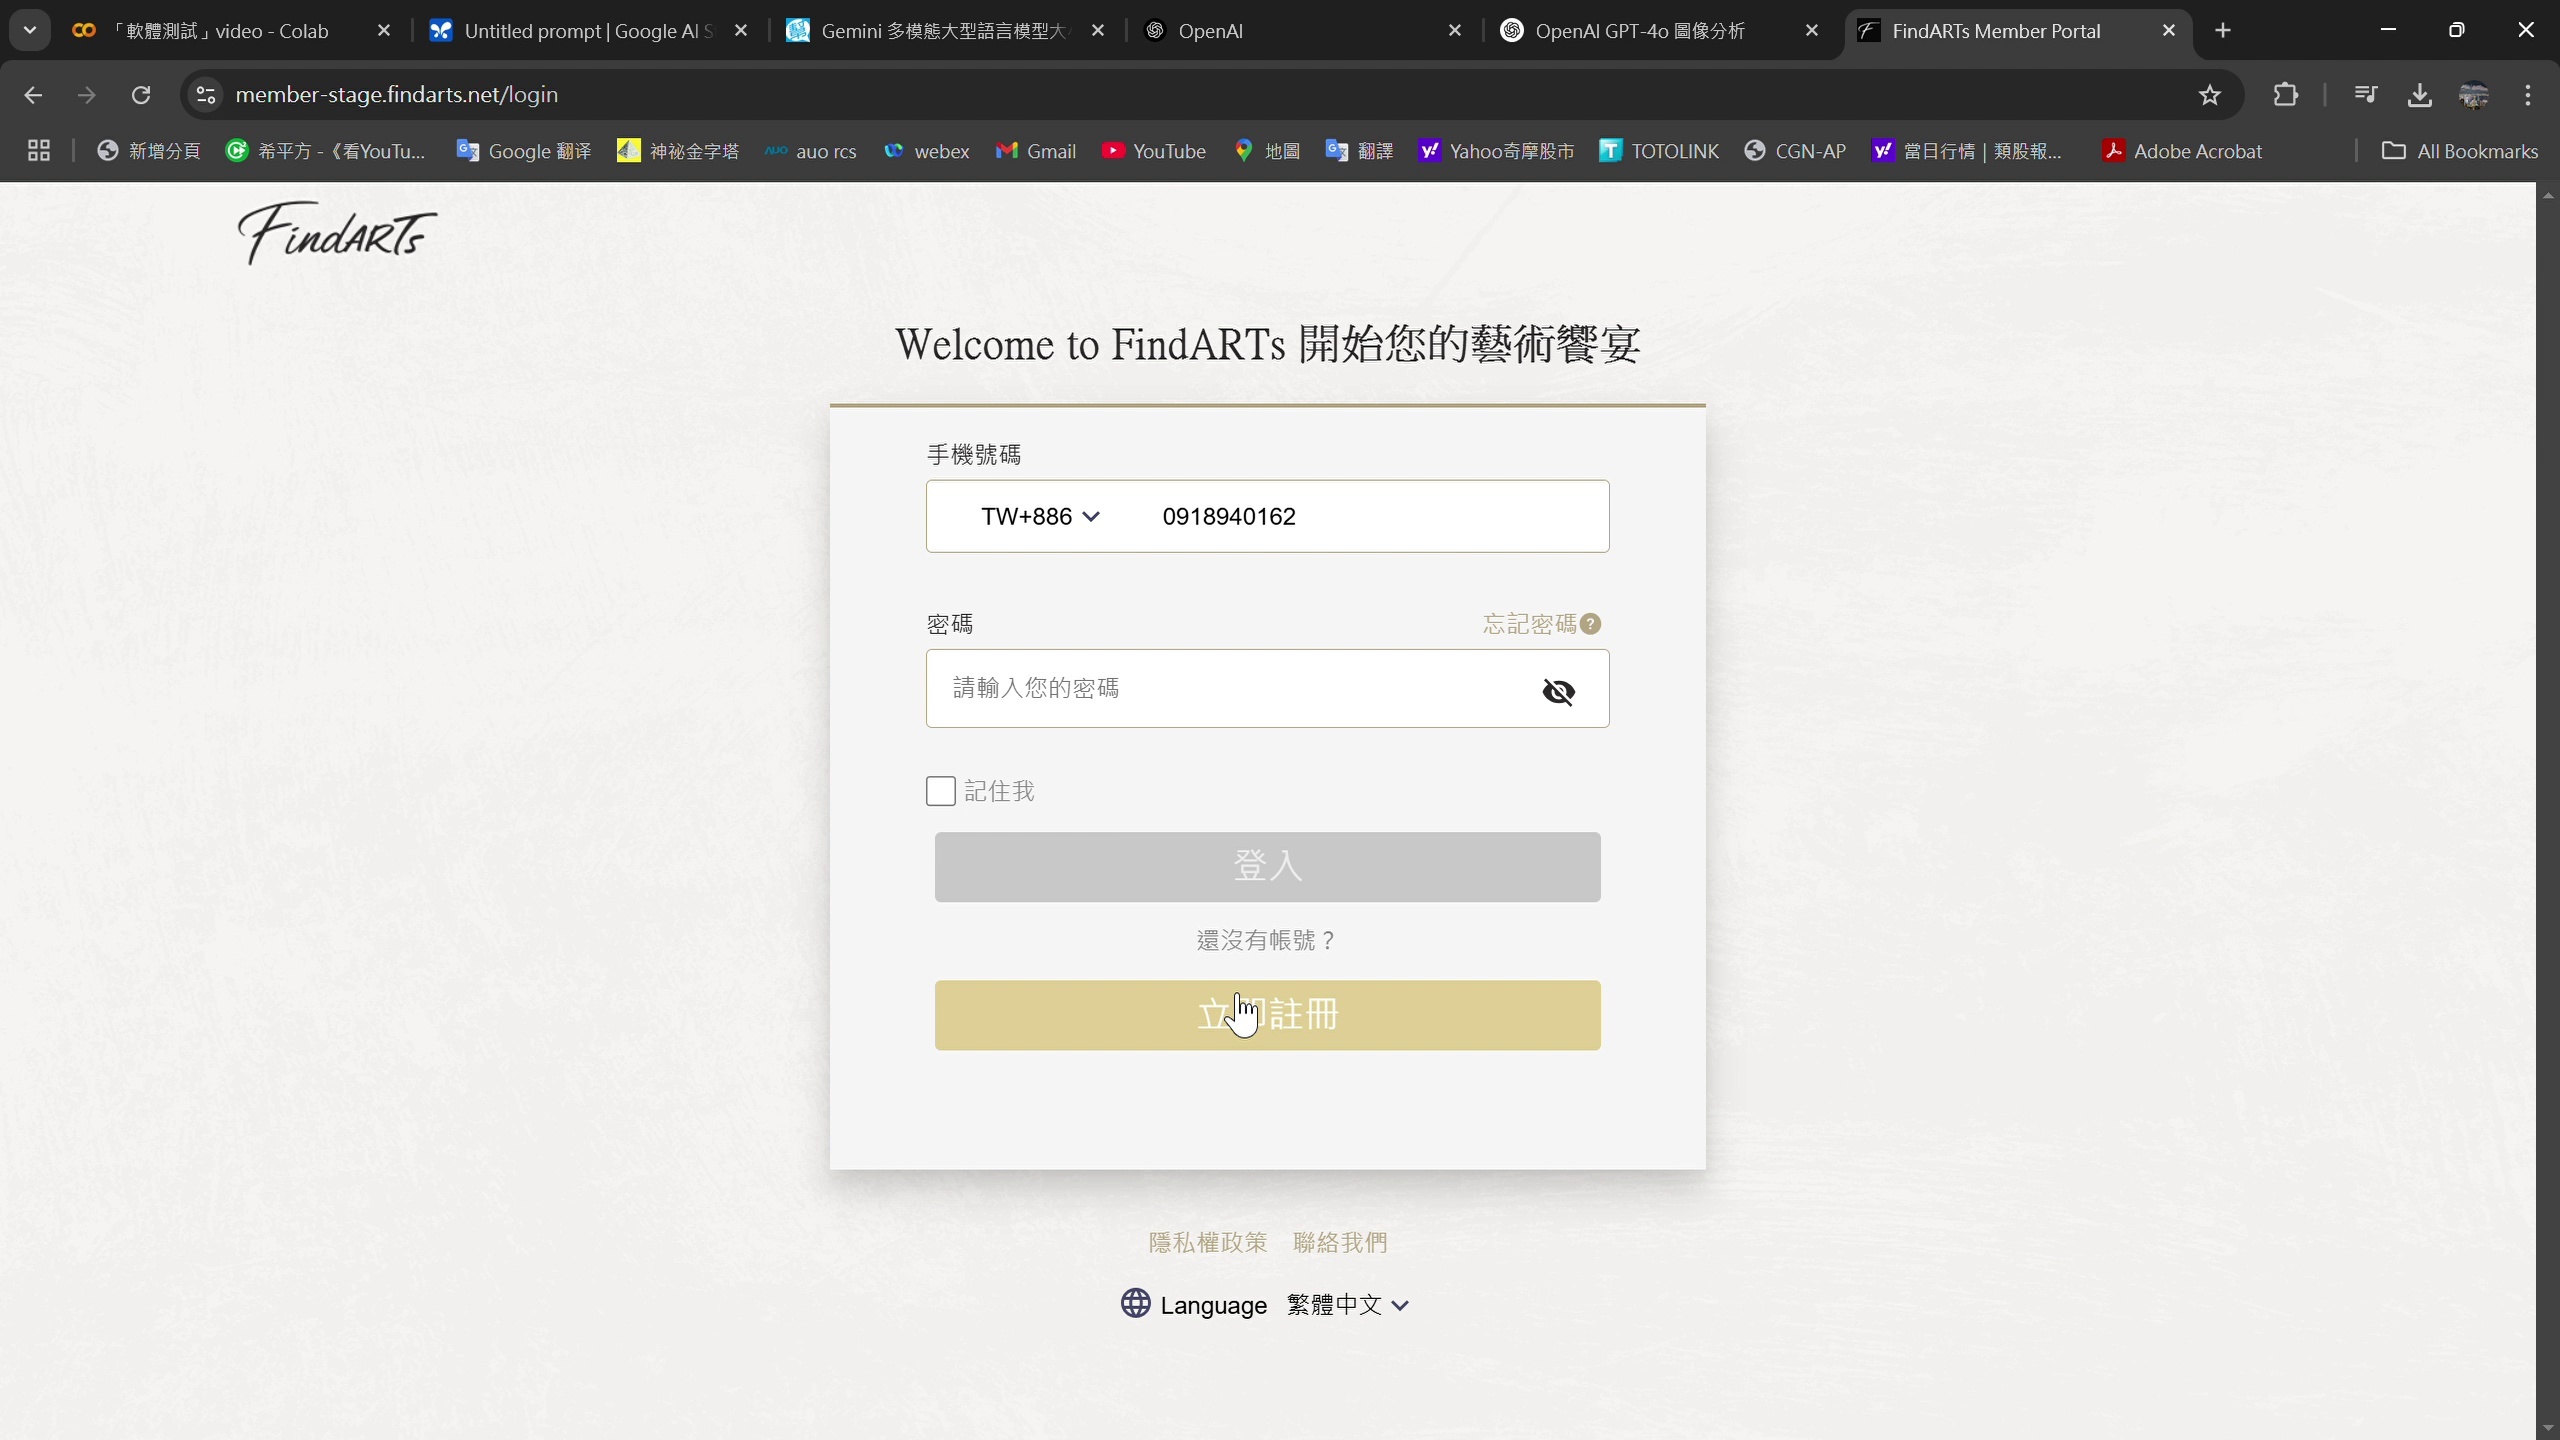 「軟體測試」video - Colab
Untitled prompt | Google AI S
Gemini 多模態大型語言模型大
OpenAI
OpenAI GPT-4o 圖像分析
FindARTs Member Portal
member-stage.findarts.net/login
新增分頁
希平方 -《看YouTu...
Google 翻译
神祕金字塔
AUO auo rcs
webex
Gmail
YouTube
地圖
翻譯
Yahoo奇摩股市
TOTOLINK
CGN-AP
當日行情 | 類股報...
Adobe Acrobat
All Bookmarks
FindARTs
Welcome to FindARTs 開始您的藝術饗宴
手機號碼
TW+886 0918940162
密碼 忘記密碼?
請輸入您的密碼
記住我
登入
還沒有帳號？
立即註冊
隱私權政策 聯絡我們
Language 繁體中文